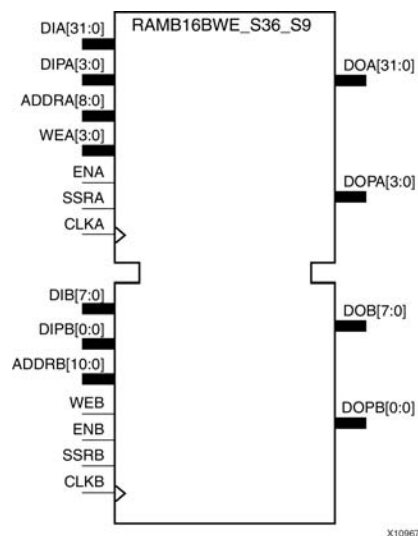 RAMB16BWE_S36_S9
DIA[31:0]
DIPA[3:0]
ADDRA[8:0]
WEA[3:0]
ENA
SSRA
CLKA
DOA[31:0]
DOPA[3:0]
DIB[7:0]
DIPB[0:0]
ADDRB[10:0]
WEB
ENB
SSRB
CLKB
DOB[7:0]
DOPB[0:0]
X10967